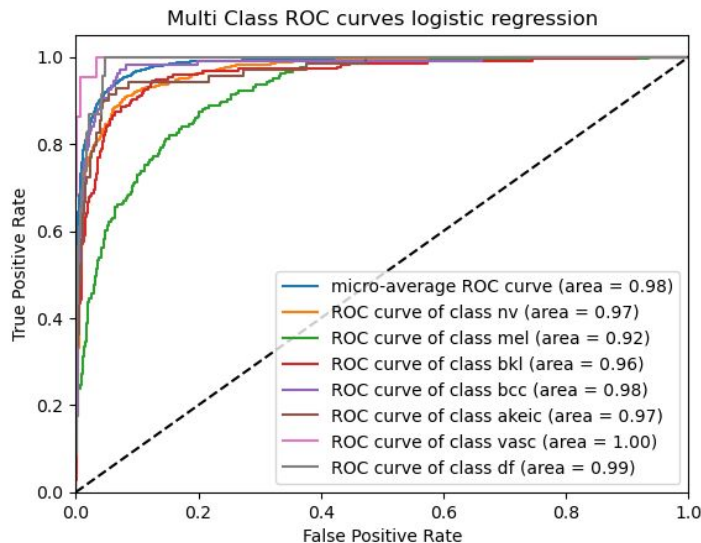 Multi Class ROC curves logistic regression
True Positive Rate
1.0
0.8
0.6
0.4
0.2
0.0
micro-average ROC curve (area = 0.98)
ROC curve of class nv (area = 0.97)
ROC curve of class mel (area = 0.92)
ROC curve of class bkl (area = 0.96)
ROC curve of class bcc (area = 0.98)
ROC curve of class akeic (area = 0.97)
ROC curve of class vasc (area = 1.00)
ROC curve of class df (area = 0.99)
0.0 0.2 0.4 0.6 0.8 1.0
False Positive Rate